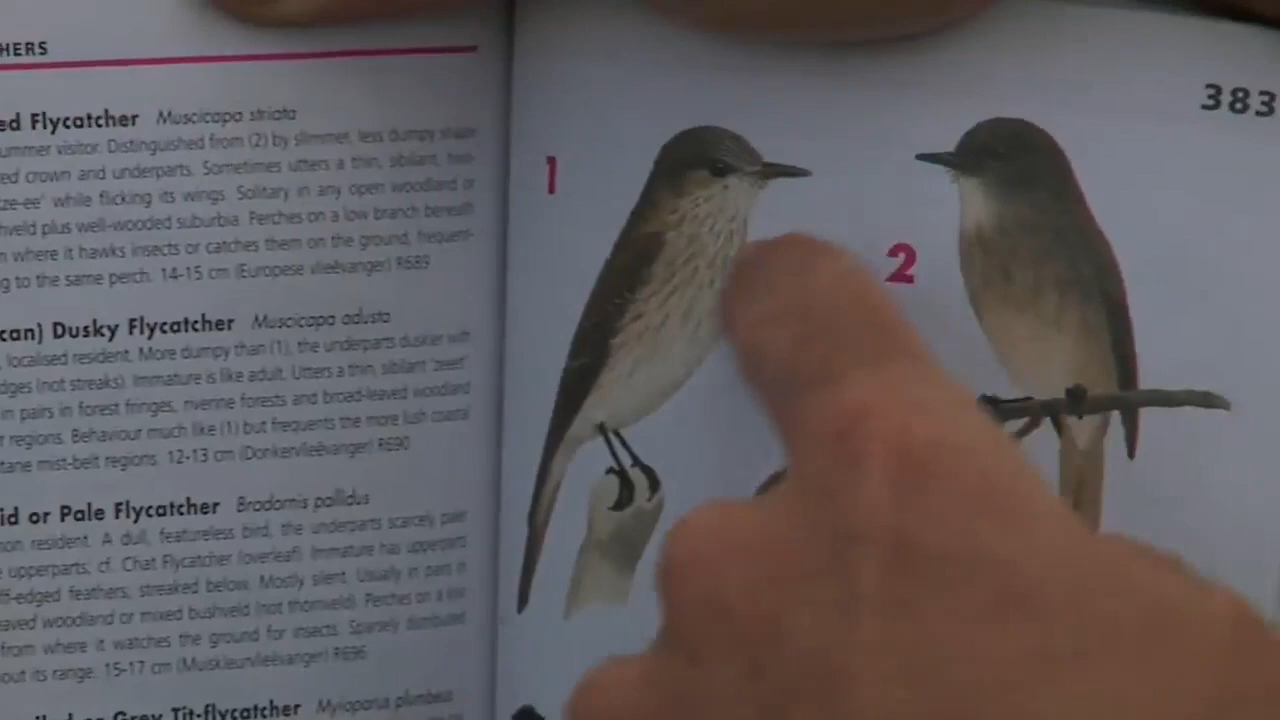 HERS
ed Flycatcher Muscicapa striata
ummer visitor. Distinguished from (2) by slimmer, less dumpy shape
ed crown and underparts. Sometimes utters a thin, sibilant, two-
ze-ee' while flicking its wings. Solitary in any open woodland or
hveld plus well-wooded suburbia. Perches on a low branch beneath
n where it hawks insects or catches them on the ground, frequent-
g to the same perch. 14-15 cm (Europese vlieëvanger) R689
can) Dusky Flycatcher Muscicapa adusta
, localised resident. More dumpy than (1), the underparts duskier with
dges (not streaks). Immature is like adult. Utters a thin, sibilant 'zeeet'
in pairs in forest fringes, riverine forests and broad-leaved woodland
r regions. Behaviour much like (1) but frequents the more lush coastal
tane mist-belt regions. 12-13 cm (Donkervlieëvanger) R690
id or Pale Flycatcher Bradornis pallidus
non resident. A dull, featureless bird, the underparts scarcely paler
e upperparts; cf. Chat Flycatcher (overleaf). Immature has upperparts
ff-edged feathers, streaked below. Mostly silent. Usually in pairs in
eaved woodland or mixed bushveld (not thornveld). Perches on a low
from where it watches the ground for insects. Sparsely distributed
out its range. 15-17 cm (Muiskleurvlieëvanger) R696
iled or Grey Tit-flycatcher Myioparus plumbeus
383
1
2